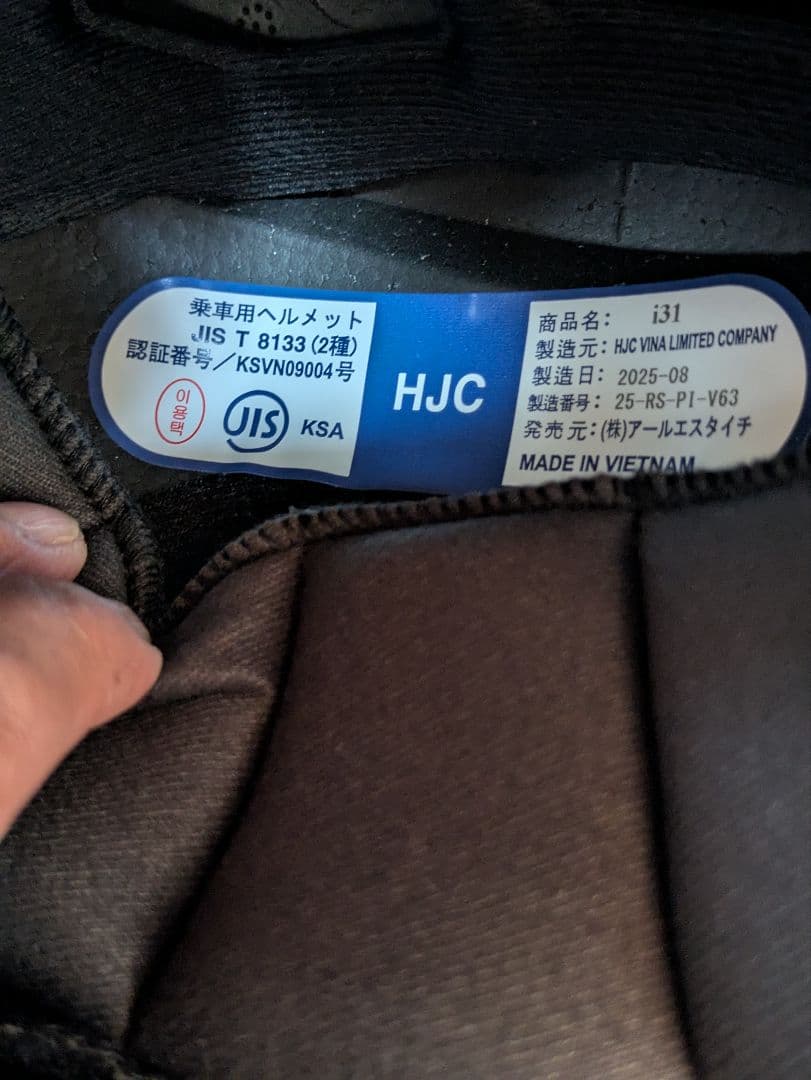 乗車用ヘルメット
JIS T 8133(2種)
認証番号/KSVN09004号
이용택
JIS
KSA
HJC
商品名: i31
製造元: HJC VINA LIMITED COMPANY
製造日: 2025-08
製造番号: 25-RS-PI-V63
発売元:(株)アールエスタイチ
MADE IN VIETNAM